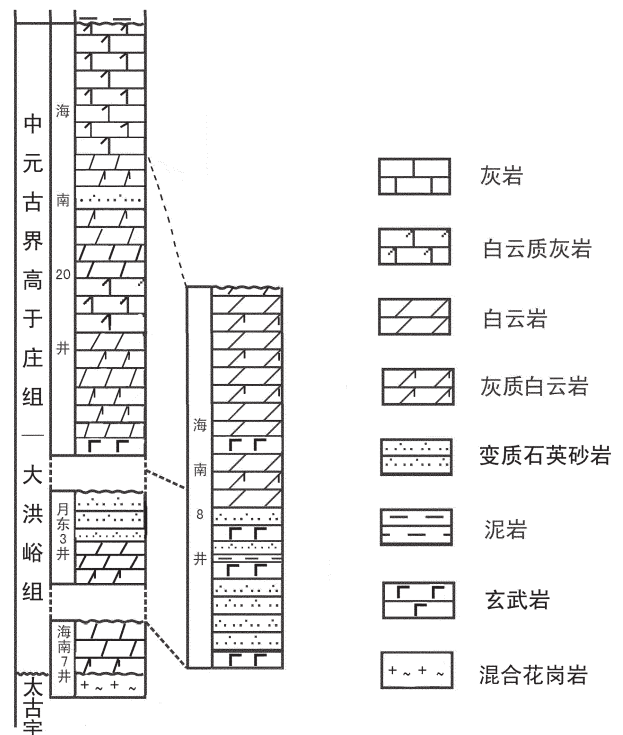 中元古界高于庄组—大洪峪组
太古宇
海南20井
月东3井
海南7井
海南8井
灰岩
白云质灰岩
白云岩
灰质白云岩
变质石英砂岩
泥岩
玄武岩
混合花岗岩